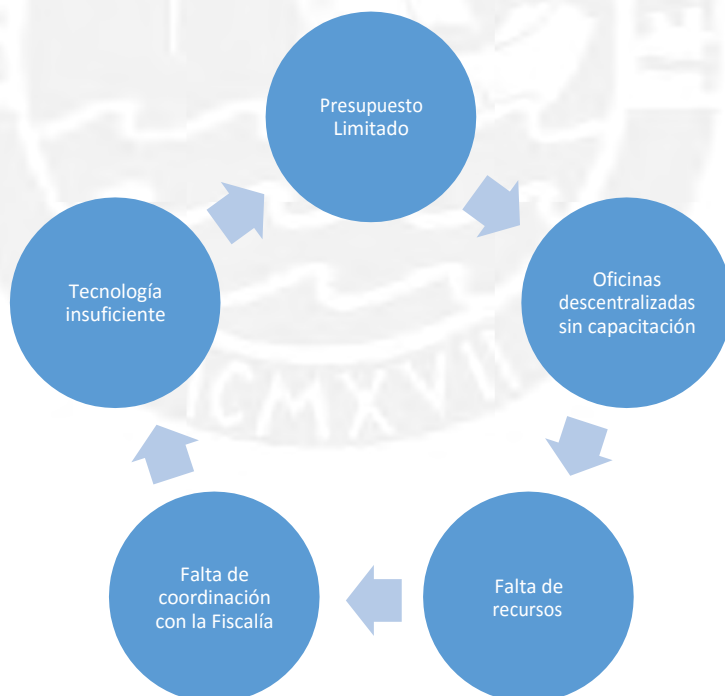 Presupuesto
Limitado
Oficinas
descentralizadas
sin capacitación
Falta de
recursos
Falta de
coordinación
con la Fiscalía
Tecnología
insuficiente